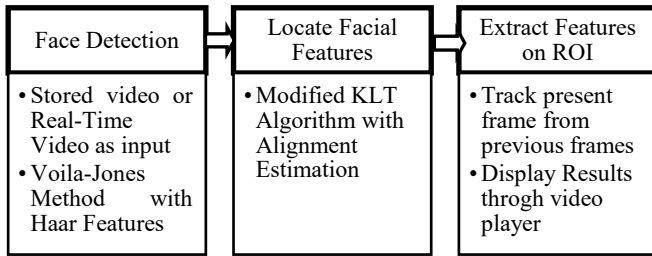 Face Detection
• Stored video or
Real-Time
Video as input
• Voila-Jones
Method with
Haar Features
Locate Facial
Features
• Modified KLT
Algorithm with
Alignment
Estimation
Extract Features
on ROI
• Track present
frame from
previous frames
• Display Results
throgh video
player